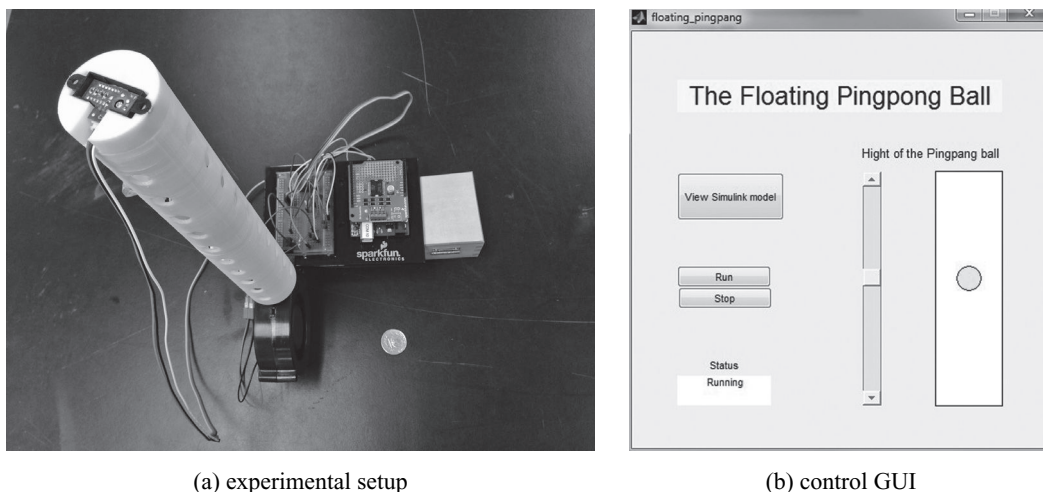 sparkfun
ELECTRONICS
(a) experimental setup
floating_pingpang
The Floating Pingpong Ball
Hight of the Pingpang ball
View Simulink model
Run
Stop
Status
Running
(b) control GUI